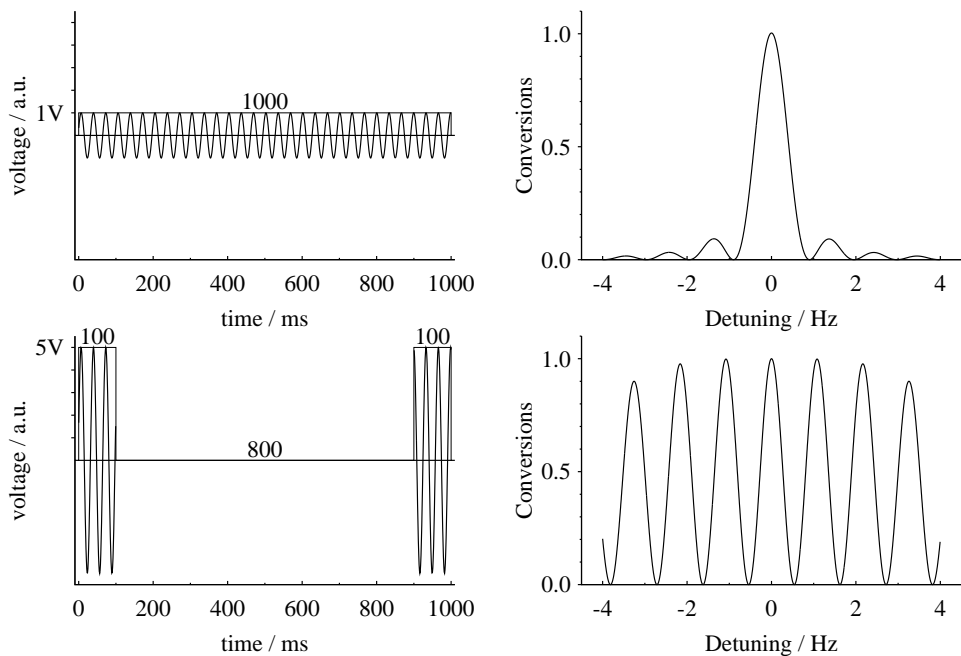 voltage / a.u.
1V
1000
0 200 400 600 800 1000
time / ms
Conversions
1.0
0.5
0.0
-4 -2 0 2 4
Detuning / Hz
voltage / a.u.
5V
100 100
800
0 200 400 600 800 1000
time / ms
Conversions
1.0
0.5
0.0
-4 -2 0 2 4
Detuning / Hz